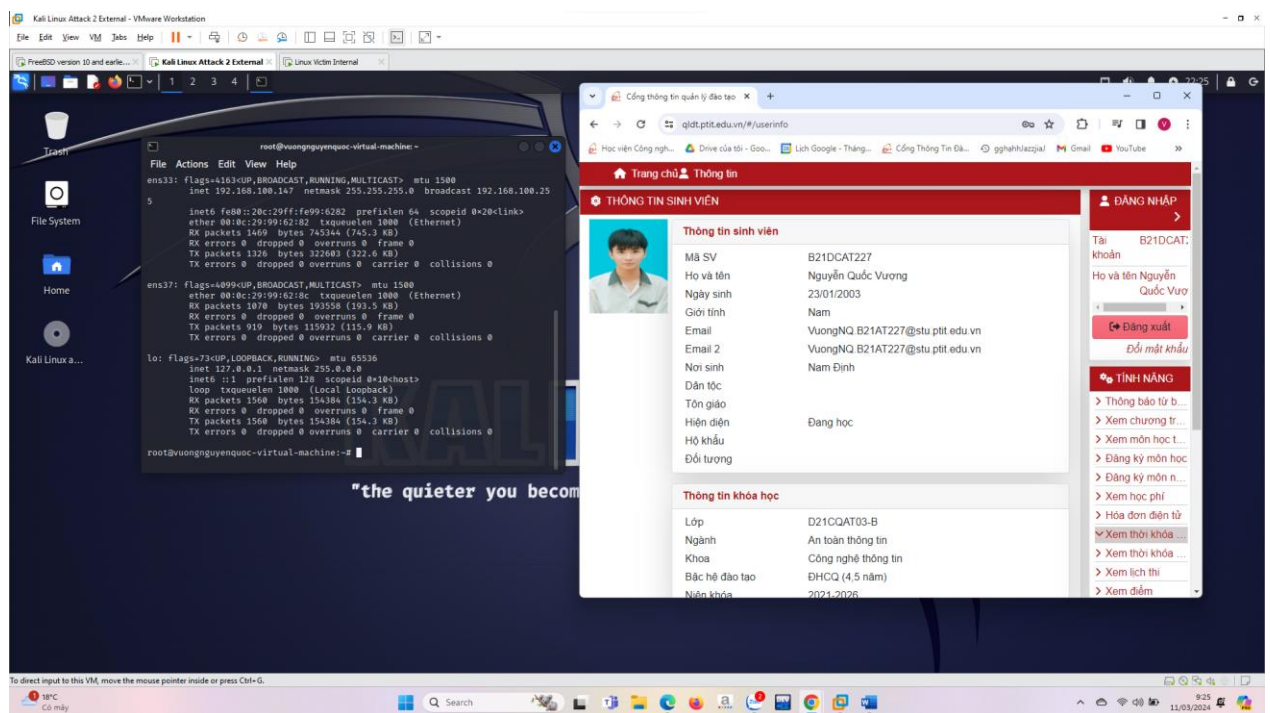 Kali Linux Attack 2 External - VMware Workstation
File Edit View VM Tabs Help
FreeBSD version 10 and earlie...
Kali Linux Attack 2 External
Linux Victim Internal
1 2 3 4
22:25
Trash
File System
Home
Kali Linux a...
root@vuongnguyenquoc-virtual-machine: ~
File Actions Edit View Help
ens33: flags=4163<UP,BROADCAST,RUNNING,MULTICAST> mtu 1500
inet 192.168.100.147 netmask 255.255.255.0 broadcast 192.168.100.25
5
inet6 fe80::20c:29ff:fe99:6282 prefixlen 64 scopeid 0×20<link>
ether 00:0c:29:99:62:82 txqueuelen 1000 (Ethernet)
RX packets 1469 bytes 745344 (745.3 KB)
RX errors 0 dropped 0 overruns 0 frame 0
TX packets 1326 bytes 322603 (322.6 KB)
TX errors 0 dropped 0 overruns 0 carrier 0 collisions 0
ens37: flags=4099<UP,BROADCAST,MULTICAST> mtu 1500
ether 00:0c:29:99:62:8c txqueuelen 1000 (Ethernet)
RX packets 1070 bytes 193558 (193.5 KB)
RX errors 0 dropped 0 overruns 0 frame 0
TX packets 919 bytes 115932 (115.9 KB)
TX errors 0 dropped 0 overruns 0 carrier 0 collisions 0
lo: flags=73<UP,LOOPBACK,RUNNING> mtu 65536
inet 127.0.0.1 netmask 255.0.0.0
inet6 ::1 prefixlen 128 scopeid 0×10<host>
loop txqueuelen 1000 (Local Loopback)
RX packets 1560 bytes 154384 (154.3 KB)
RX errors 0 dropped 0 overruns 0 frame 0
TX packets 1560 bytes 154384 (154.3 KB)
TX errors 0 dropped 0 overruns 0 carrier 0 collisions 0
root@vuongnguyenquoc-virtual-machine:~#
KALI
"the quieter you becom
Cổng thông tin quản lý đào tạo
qldt.ptit.edu.vn/#/userinfo
Học viện Công ngh...
Drive của tôi - Goo...
Lịch Google - Tháng...
Cổng Thông Tin Đà...
Gmail
YouTube
Trang chủ Thông tin
THÔNG TIN SINH VIÊN
Thông tin sinh viên
Mã SV B21DCAT227
Họ và tên Nguyễn Quốc Vượng
Ngày sinh 23/01/2003
Giới tính Nam
Email VuongNQ.B21AT227@stu.ptit.edu.vn
Email 2 VuongNQ.B21AT227@stu.ptit.edu.vn
Nơi sinh Nam Định
Dân tộc
Tôn giáo
Hiện diện Đang học
Hộ khẩu
Đối tượng
Thông tin khóa học
Lớp D21CQAT03-B
Ngành An toàn thông tin
Khoa Công nghệ thông tin
Bậc hệ đào tạo ĐHCQ (4,5 năm)
Niên khóa 2021-2026
ĐĂNG NHẬP
Tài khoản B21DCAT
Họ và tên Nguyễn
Quốc Vượ
Đăng xuất
Đổi mật khẩu
TÍNH NĂNG
Thông báo từ b...
Xem chương tr...
Xem môn học t...
Đăng ký môn học
Đăng ký môn n...
Xem học phí
Hóa đơn điện tử
Xem thời khóa ...
Xem thời khóa ...
Xem lịch thi
Xem điểm
To direct input to this VM, move the mouse pointer inside or press Ctrl+G.
18°C
Có mây
Search
9:25
11/03/2024